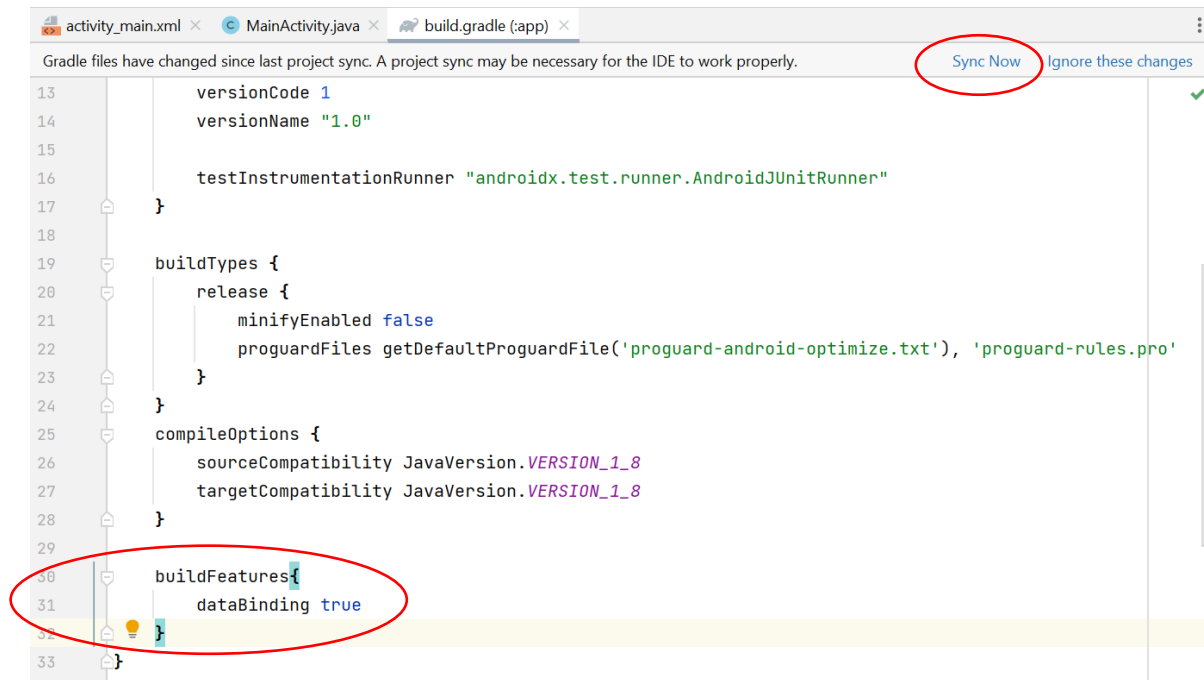 activity_main.xml MainActivity.java build.gradle (:app)
Gradle files have changed since last project sync. A project sync may be necessary for the IDE to work properly. Sync Now Ignore these changes
13 versionCode 1
14 versionName "1.0"
15
16 testInstrumentationRunner "androidx.test.runner.AndroidJUnitRunner"
17 }
18
19 buildTypes {
20 release {
21 minifyEnabled false
22 proguardFiles getDefaultProguardFile('proguard-android-optimize.txt'), 'proguard-rules.pro'
23 }
24 }
25 compileOptions {
26 sourceCompatibility JavaVersion.VERSION_1_8
27 targetCompatibility JavaVersion.VERSION_1_8
28 }
29
30 buildFeatures{
31 dataBinding true
32 }
33 }